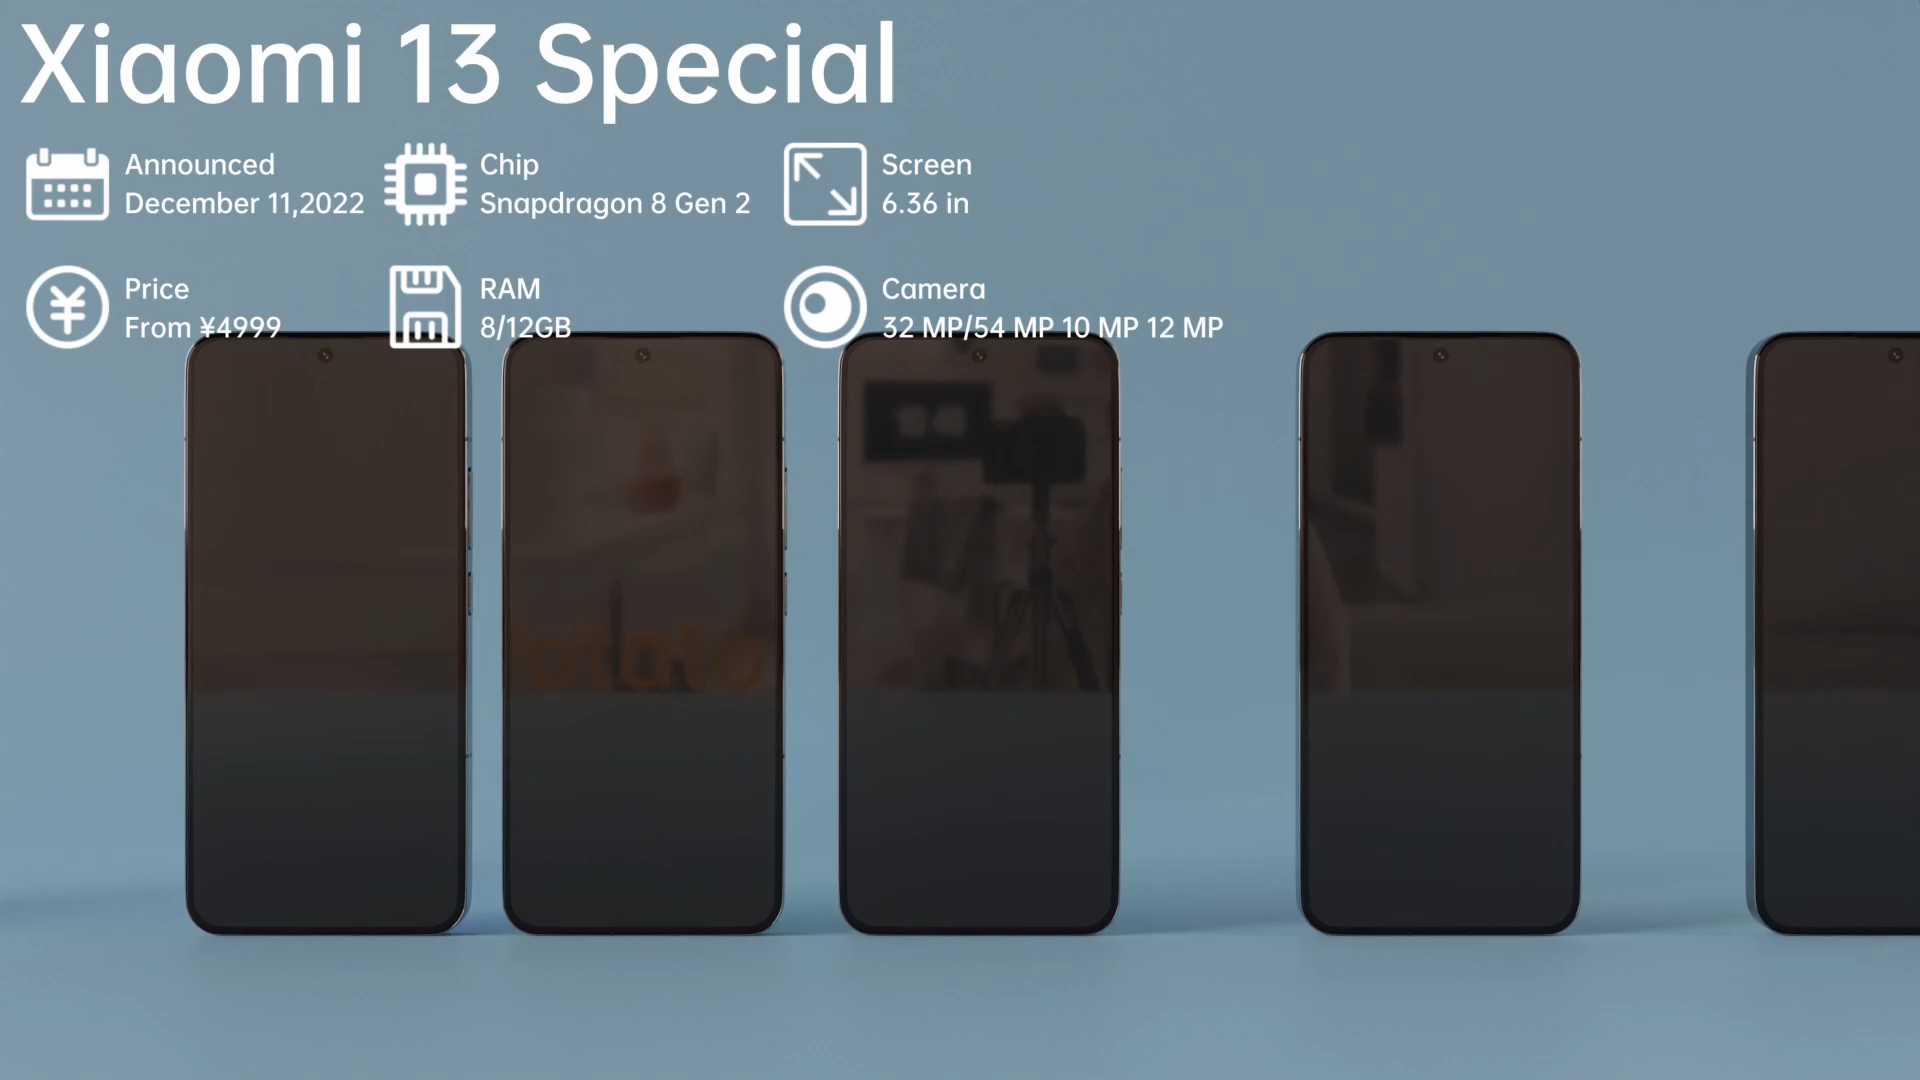 Xiaomi 13 Special
Announced
December 11,2022
Chip
Snapdragon 8 Gen 2
Screen
6.36 in
Price
From ¥4999
RAM
8/12GB
Camera
32 MP/54 MP 10 MP 12 MP